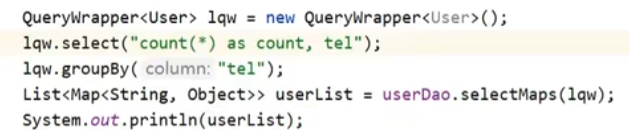 QueryWrapper<User> lqw = new QueryWrapper<User>();
lqw.select("count(*) as count, tel");
lqw.groupBy( column: "tel");
List<Map<String, Object>> userList = userDao.selectMaps(lqw);
System.out.println(userList);